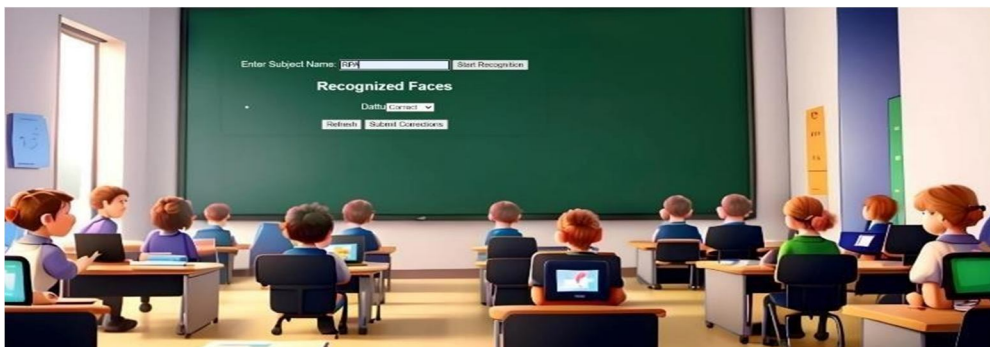 Enter Subject Name: RPA Start Recognition
Recognized Faces
Dattu Correct
Refresh Submit Corrections